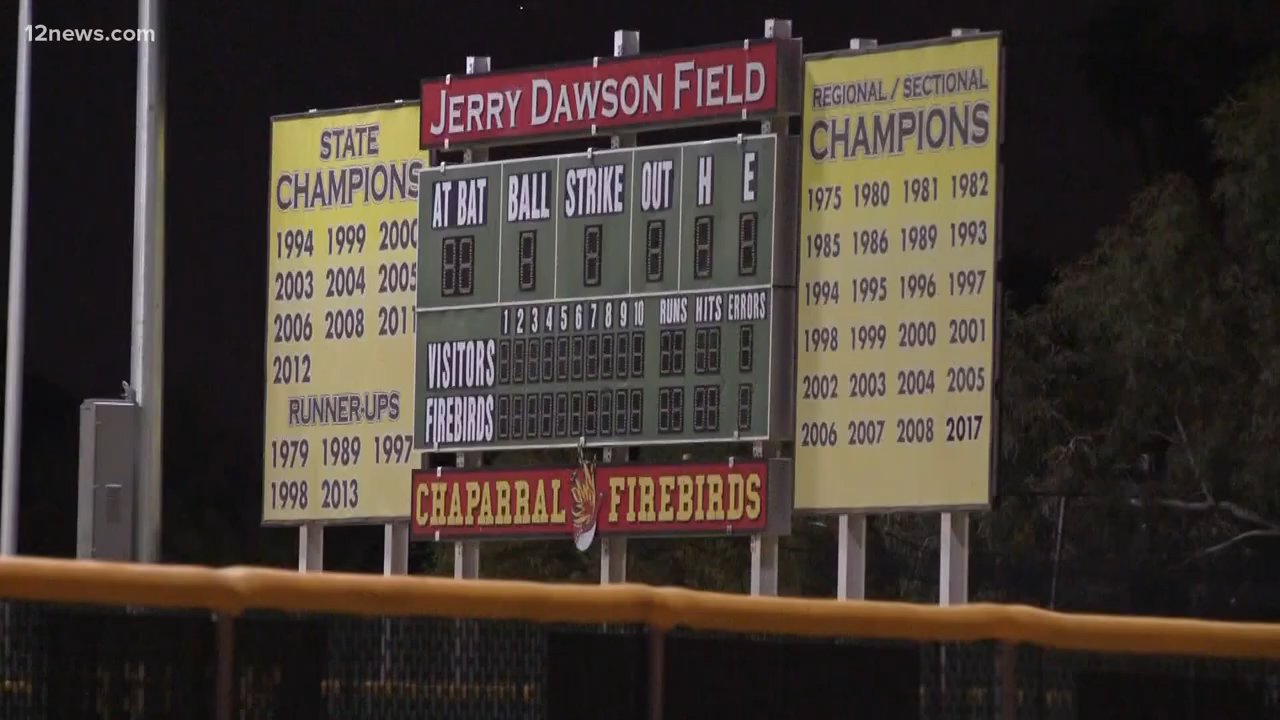 12news.com
JERRY DAWSON FIELD
STATE
CHAMPIONS
1994 1999 2000
2003 2004 2005
2006 2008 2011
2012
RUNNER-UPS
1979 1989 1997
1998 2013
AT BAT BALL STRIKE OUT H E
1 2 3 4 5 6 7 8 9 10 RUNS HITS ERRORS
VISITORS
FIREBIRDS
CHAPARRAL FIREBIRDS
REGIONAL / SECTIONAL
CHAMPIONS
1975 1980 1981 1982
1985 1986 1989 1993
1994 1995 1996 1997
1998 1999 2000 2001
2002 2003 2004 2005
2006 2007 2008 2017